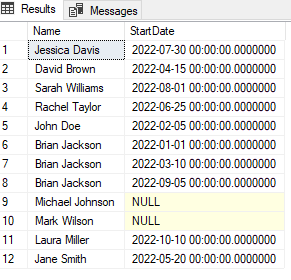 Results Messages
Name StartDate
1 Jessica Davis 2022-07-30 00:00:00.0000000
2 David Brown 2022-04-15 00:00:00.0000000
3 Sarah Williams 2022-08-01 00:00:00.0000000
4 Rachel Taylor 2022-06-25 00:00:00.0000000
5 John Doe 2022-02-05 00:00:00.0000000
6 Brian Jackson 2022-01-01 00:00:00.0000000
7 Brian Jackson 2022-03-10 00:00:00.0000000
8 Brian Jackson 2022-09-05 00:00:00.0000000
9 Michael Johnson NULL
10 Mark Wilson NULL
11 Laura Miller 2022-10-10 00:00:00.0000000
12 Jane Smith 2022-05-20 00:00:00.0000000